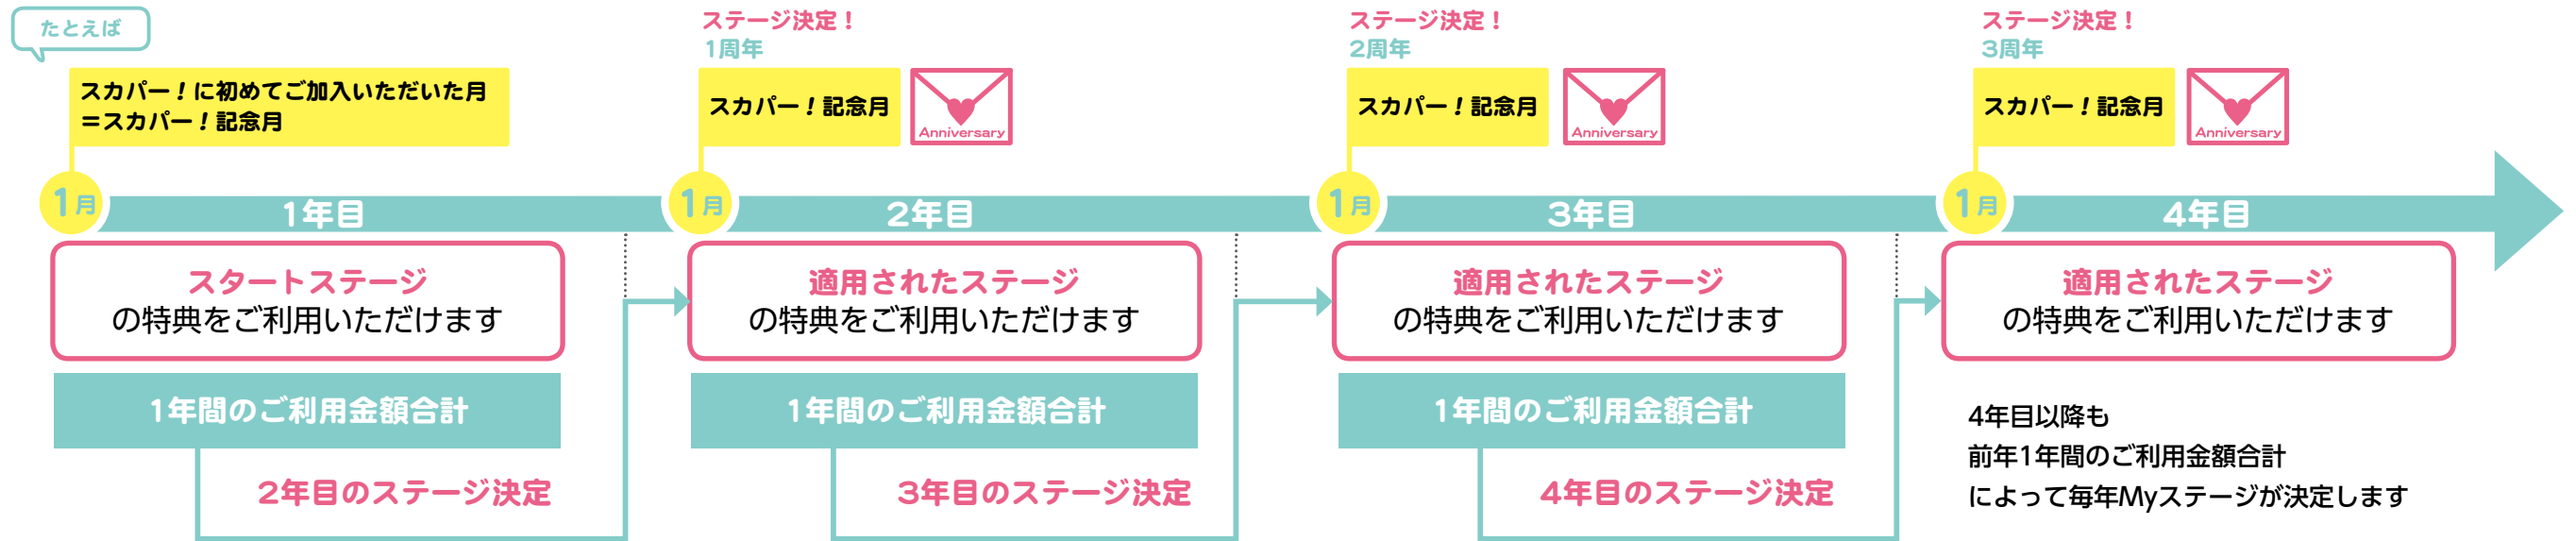 たとえば
スカパー！に初めてご加入いただいた月
＝スカパー！記念月
ステージ決定！
1周年
スカパー！記念月
Anniversary
ステージ決定！
2周年
スカパー！記念月
Anniversary
ステージ決定！
3周年
スカパー！記念月
Anniversary
1月
1年目
1月
2年目
1月
3年目
1月
4年目
スタートステージ
の特典をご利用いただけます
適用されたステージ
の特典をご利用いただけます
適用されたステージ
の特典をご利用いただけます
適用されたステージ
の特典をご利用いただけます
1年間のご利用金額合計
2年目のステージ決定
1年間のご利用金額合計
3年目のステージ決定
1年間のご利用金額合計
4年目のステージ決定
4年目以降も
前年1年間のご利用金額合計
によって毎年Myステージが決定します